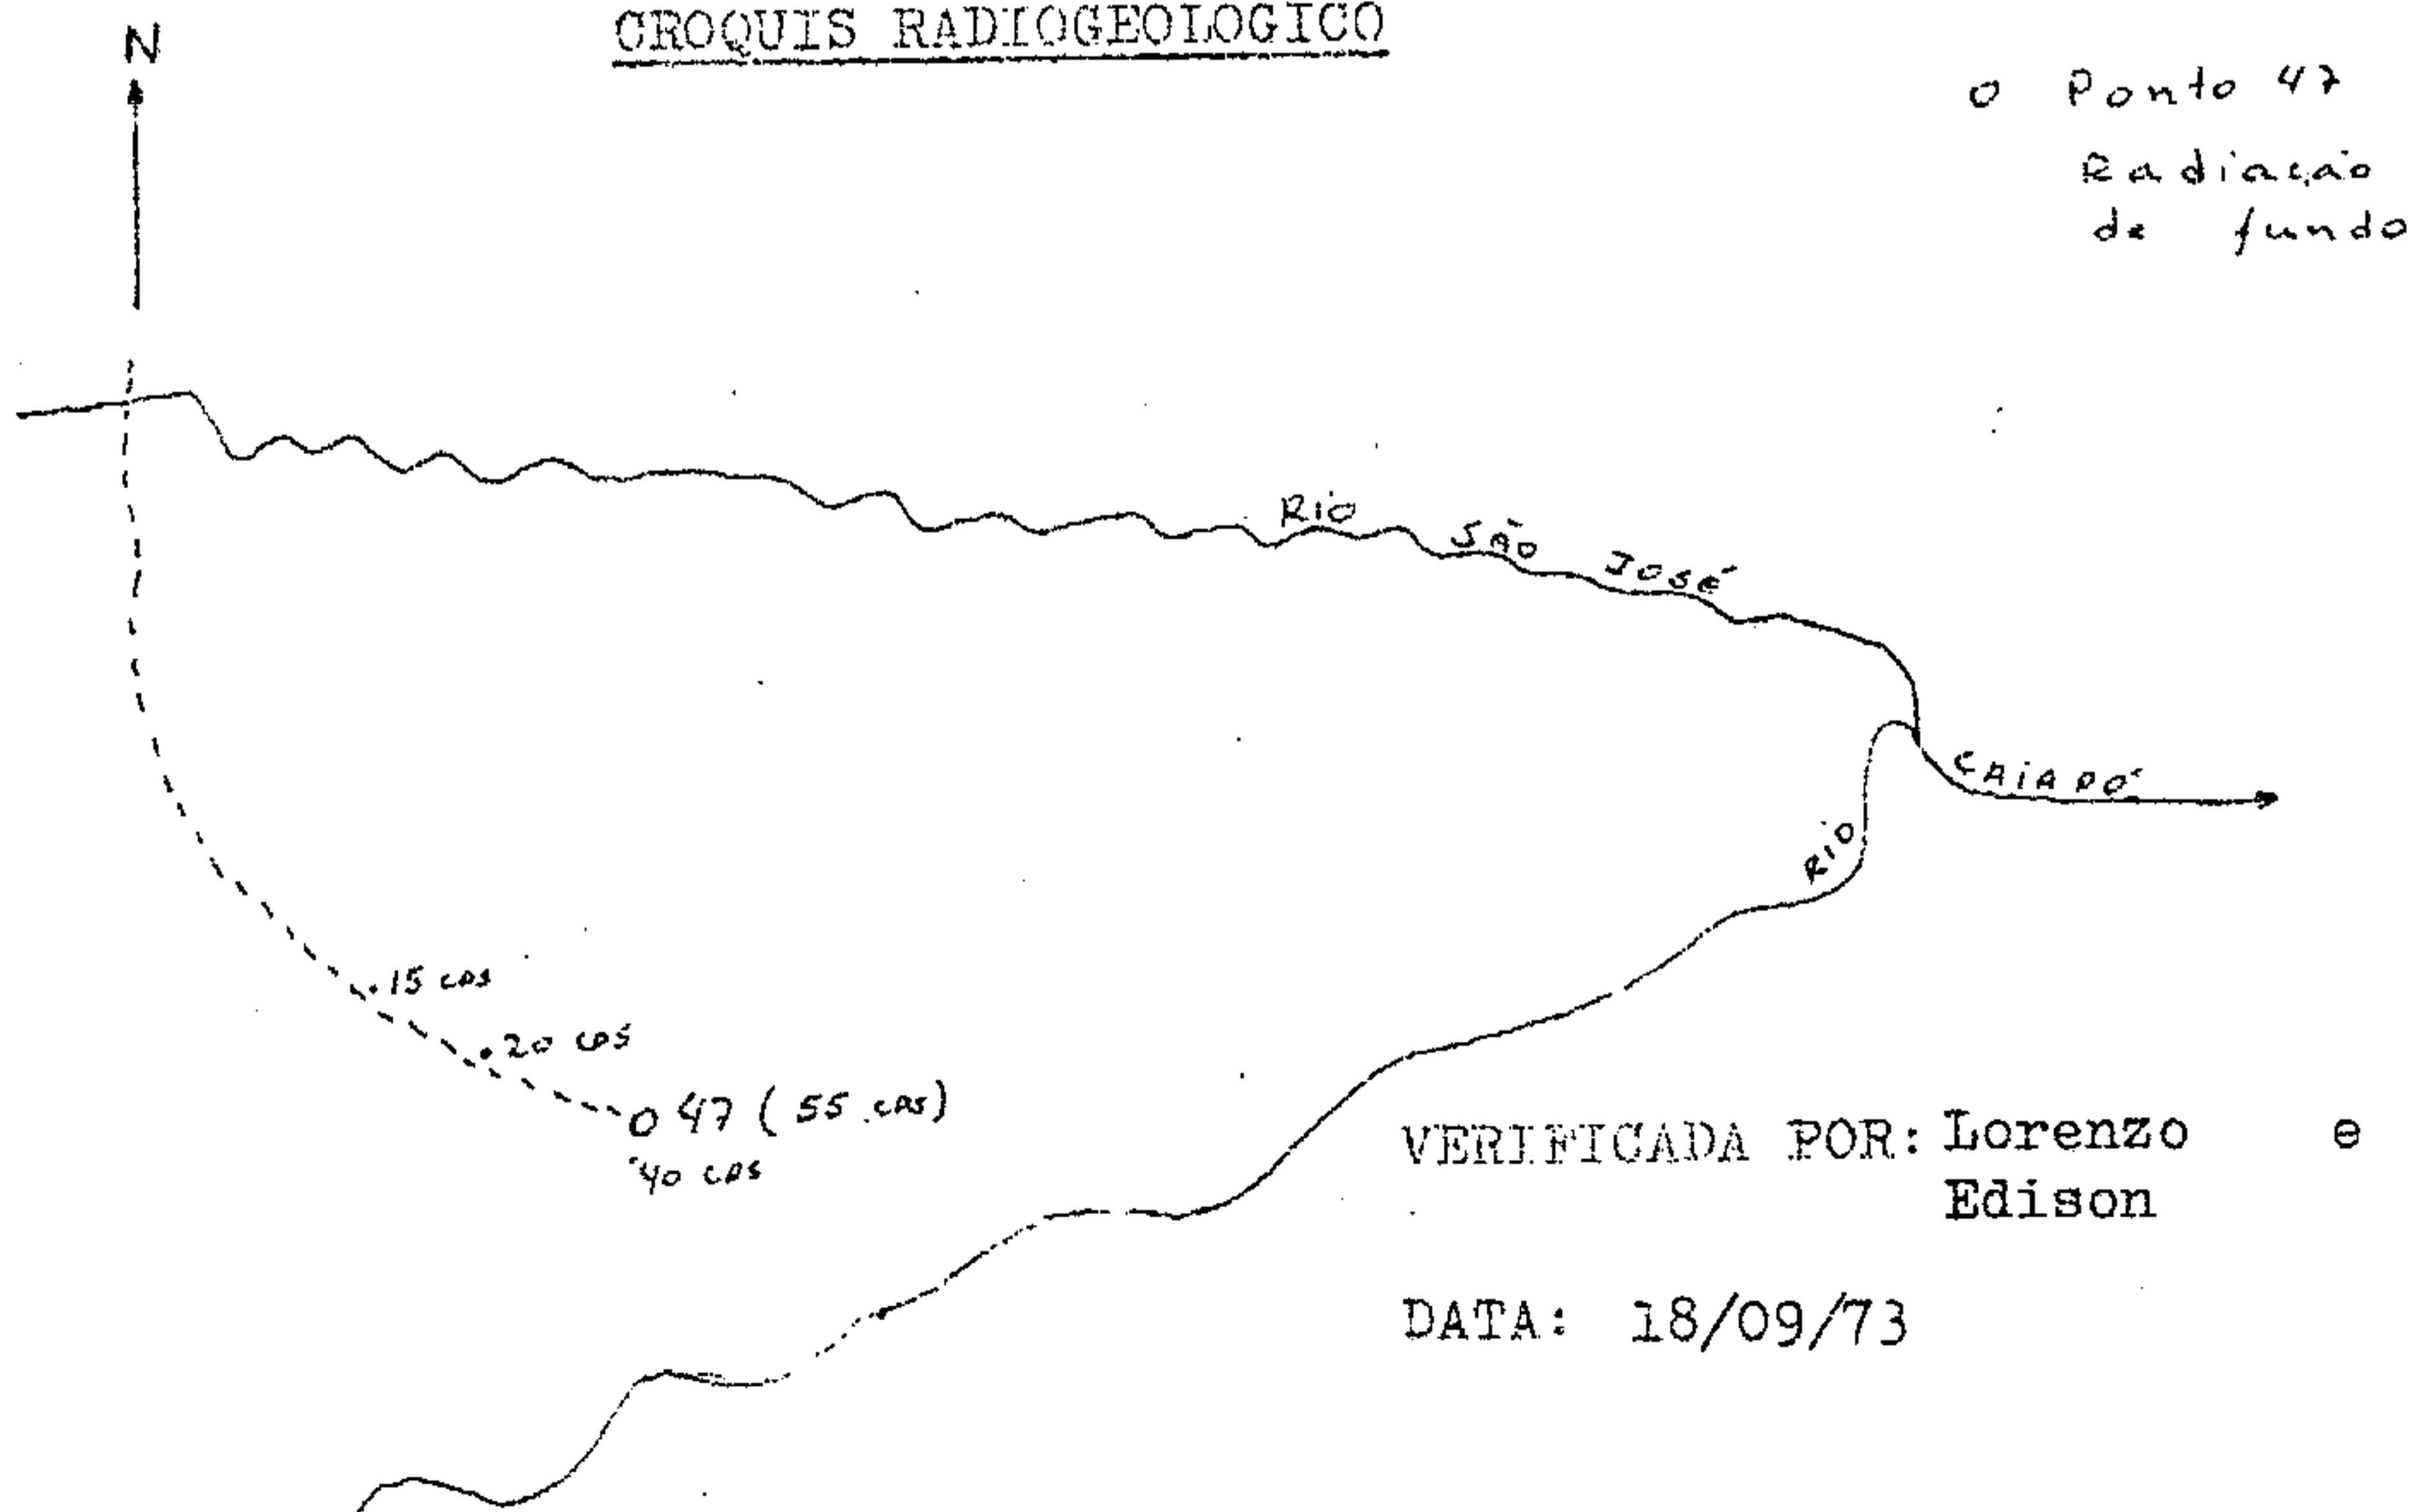 CROQUIS RADIOGEOLOGICO
N
o Ponto 47
Radiação
de fundo
RIO SÃO JOSÉ
RIO CAIAPÓ
15 cps
20 cps
47 (55 cps)
40 cps
VERIFICADA POR: Lorenzo e
Edison
DATA: 18/09/73